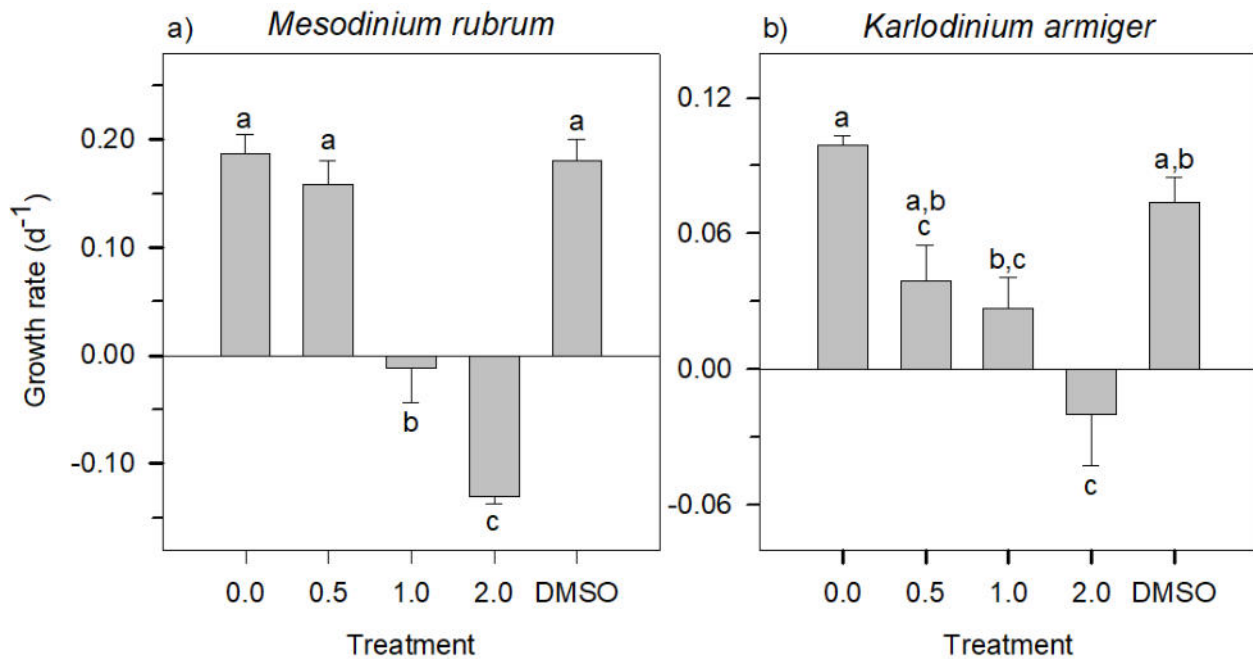 a) Mesodinium rubrum
Growth rate (d-1)
0.20
0.10
0.00
-0.10
a
a
b
c
a
0.0 0.5 1.0 2.0 DMSO
Treatment
b) Karlodinium armiger
0.12
0.06
0.00
-0.06
a
a,b
c
b,c
c
a,b
0.0 0.5 1.0 2.0 DMSO
Treatment